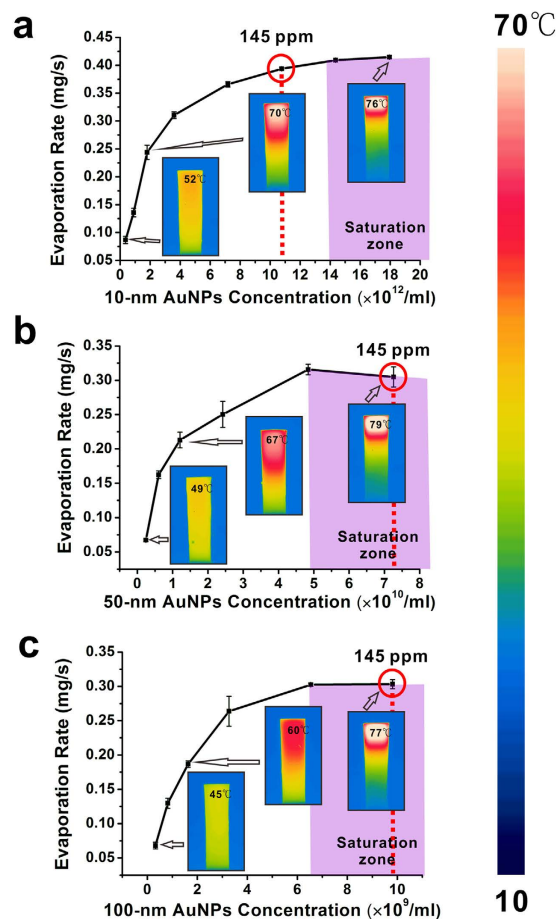 70℃
a
145 ppm
0.45
0.40
0.35
0.30
0.25
0.20
0.15
0.10
0.05
Evaporation Rate (mg/s)
52℃
70℃
76℃
Saturation
zone
0 2 4 6 8 10 12 14 16 18 20
10-nm AuNPs Concentration (×10¹²/ml)
b
145 ppm
0.35
0.30
0.25
0.20
0.15
0.10
0.05
Evaporation Rate (mg/s)
49℃
67℃
79℃
Saturation
zone
0 1 2 3 4 5 6 7 8
50-nm AuNPs Concentration (×10¹⁰/ml)
c
145 ppm
0.35
0.30
0.25
0.20
0.15
0.10
0.05
Evaporation Rate (mg/s)
45℃
60℃
77℃
Saturation
zone
0 2 4 6 8 10
100-nm AuNPs Concentration (×10⁹/ml)
10